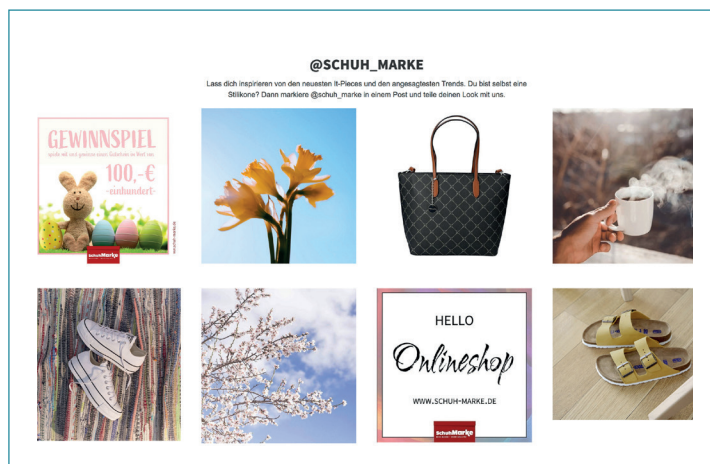 @SCHUH_MARKE
Lass dich inspirieren von den neuesten It-Pieces und den angesagtesten Trends. Du bist selbst eine
Stilikone? Dann markiere @schuh_marke in einem Post und teile deinen Look mit uns.
GEWINNSPIEL
100,-€
-einhundert-
schuhMarke
HELLO
Onlineshop
WWW.SCHUH-MARKE.DE
schuhMarke